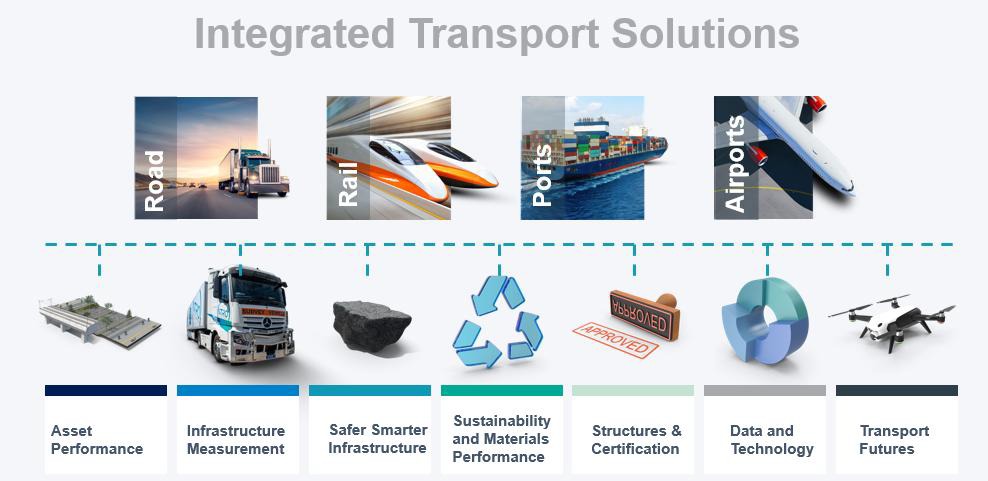 Integrated Transport Solutions
Road
Rail
Ports
Airports
APPROVED
APPROVED
Asset
Performance
Infrastructure
Measurement
Safer Smarter
Infrastructure
Sustainability
and Materials
Performance
Structures &
Certification
Data and
Technology
Transport
Futures